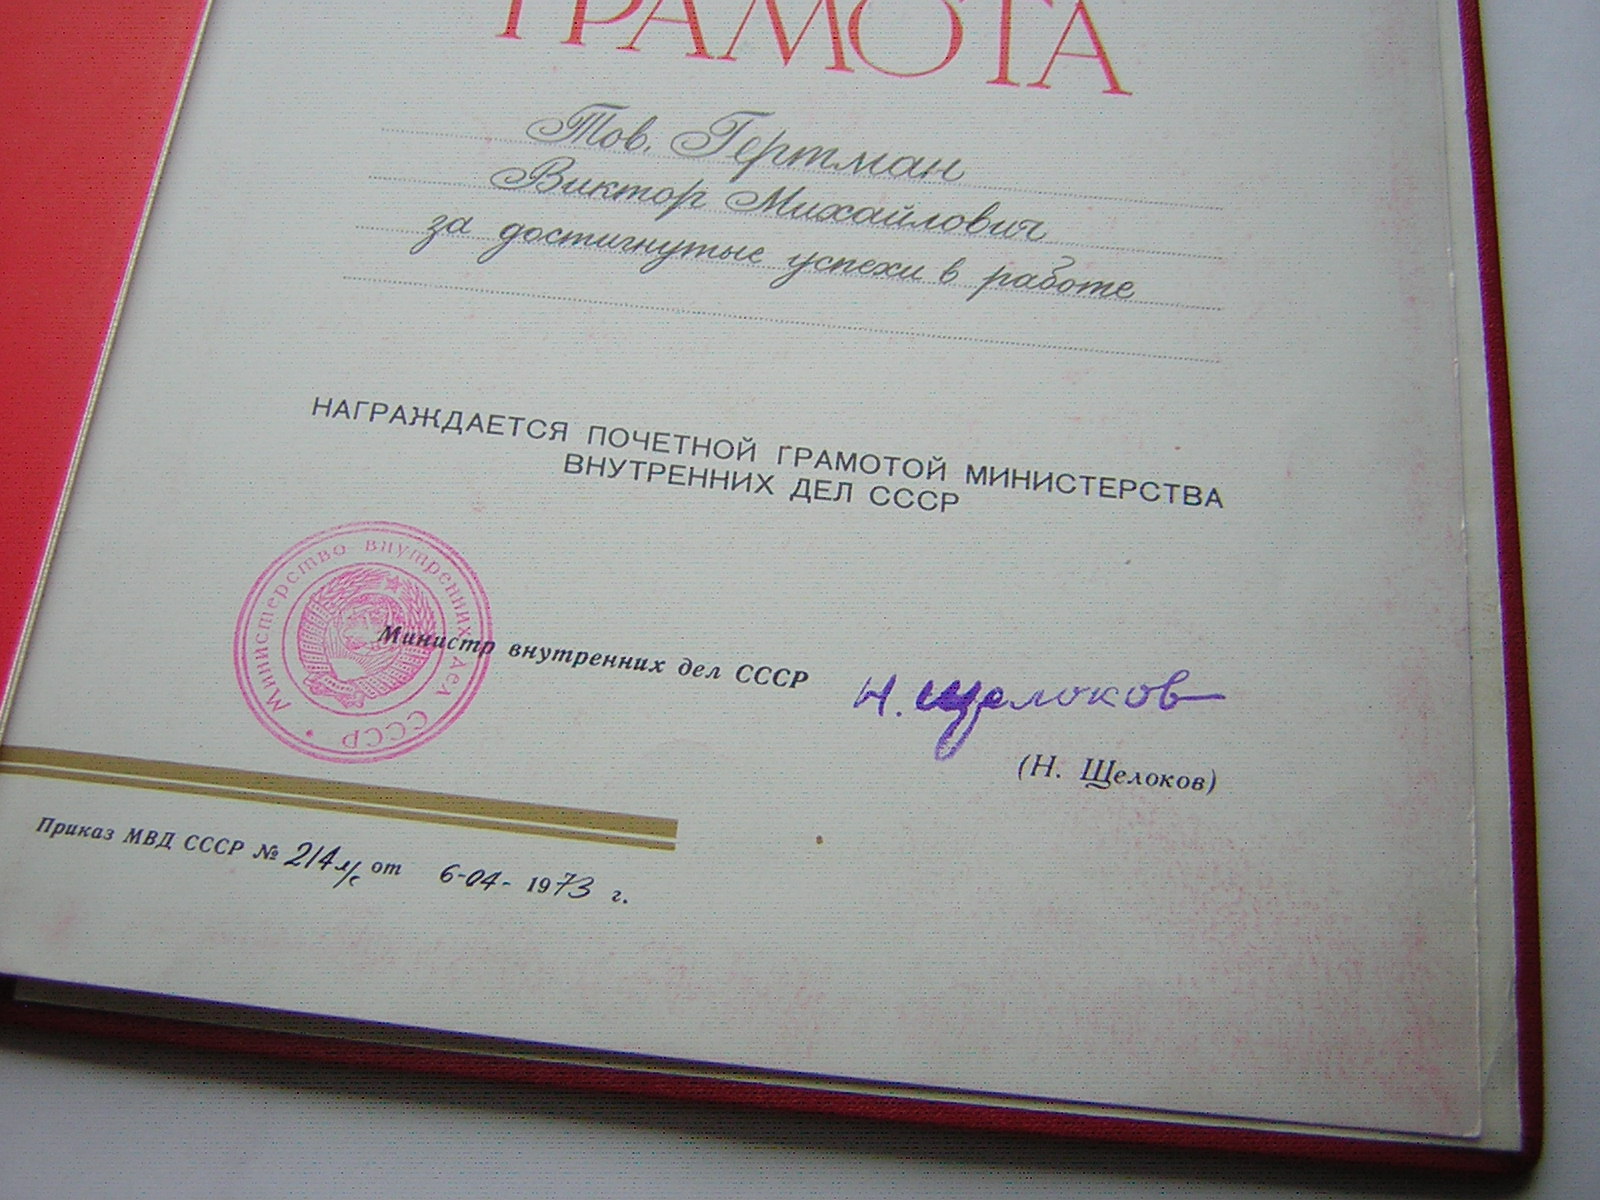 ГРАМОТА
Тов. Гертман
Виктор Михайлович
за достигнутые успехи в работе
НАГРАЖДАЕТСЯ ПОЧЕТНОЙ ГРАМОТОЙ МИНИСТЕРСТВА
ВНУТРЕННИХ ДЕЛ СССР
Министерство внутренних дел СССР
Министр внутренних дел СССР
Н. Щелоков
(Н. Щелоков)
Приказ МВД СССР № 214 л/с от 6-04- 1973 г.